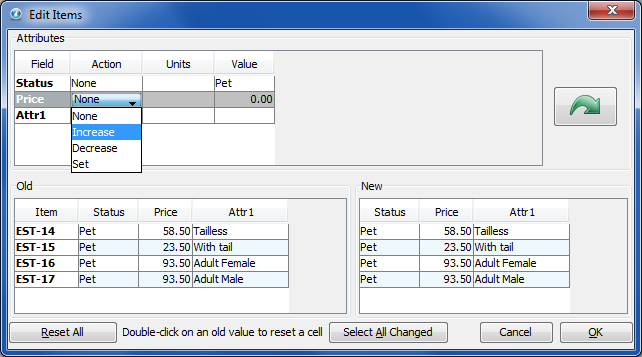 Edit Items
Attributes
Field Action Units Value
Status None Pet
Price None 0.00
Attr1
None
Increase
Decrease
Set
Old
Item Status Price Attr1
EST-14 Pet 58.50 Tailless
EST-15 Pet 23.50 With tail
EST-16 Pet 93.50 Adult Female
EST-17 Pet 93.50 Adult Male
New
Status Price Attr1
Pet 58.50 Tailless
Pet 23.50 With tail
Pet 93.50 Adult Female
Pet 93.50 Adult Male
Reset All Double-click on an old value to reset a cell Select All Changed Cancel OK